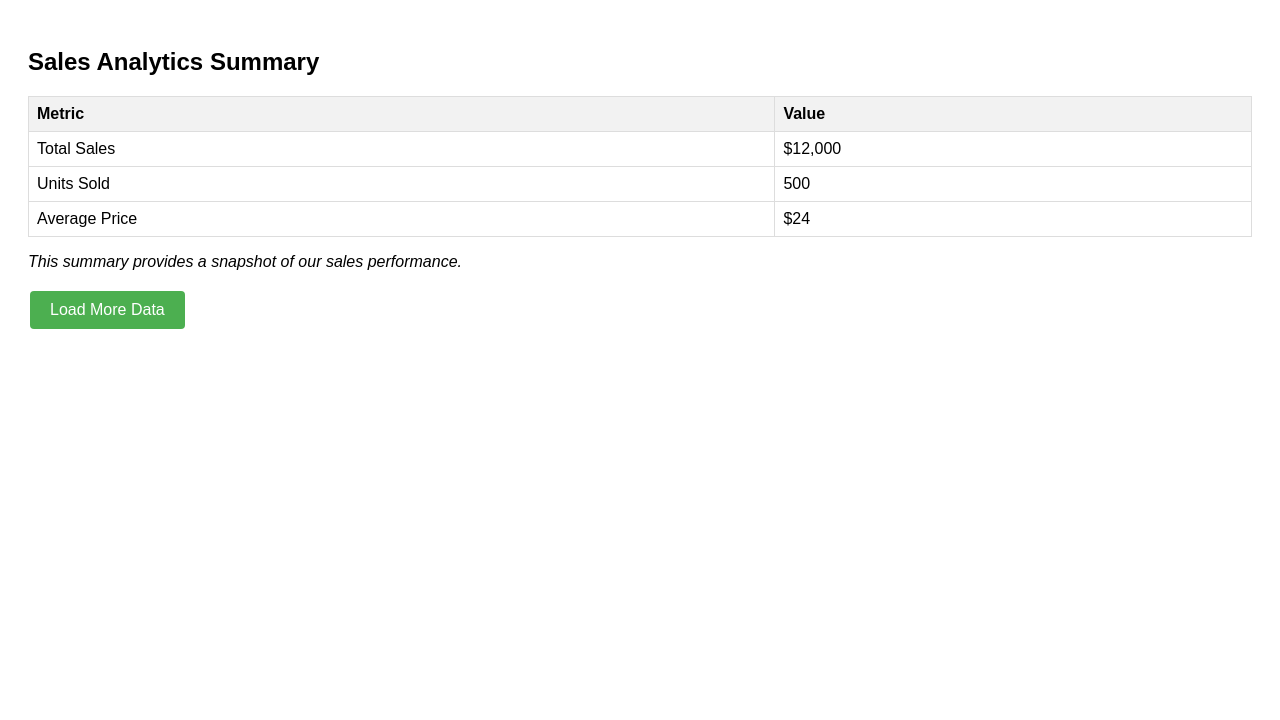 Sales Analytics Summary
Metric Value
Total Sales $12,000
Units Sold 500
Average Price $24
This summary provides a snapshot of our sales performance.
Load More Data